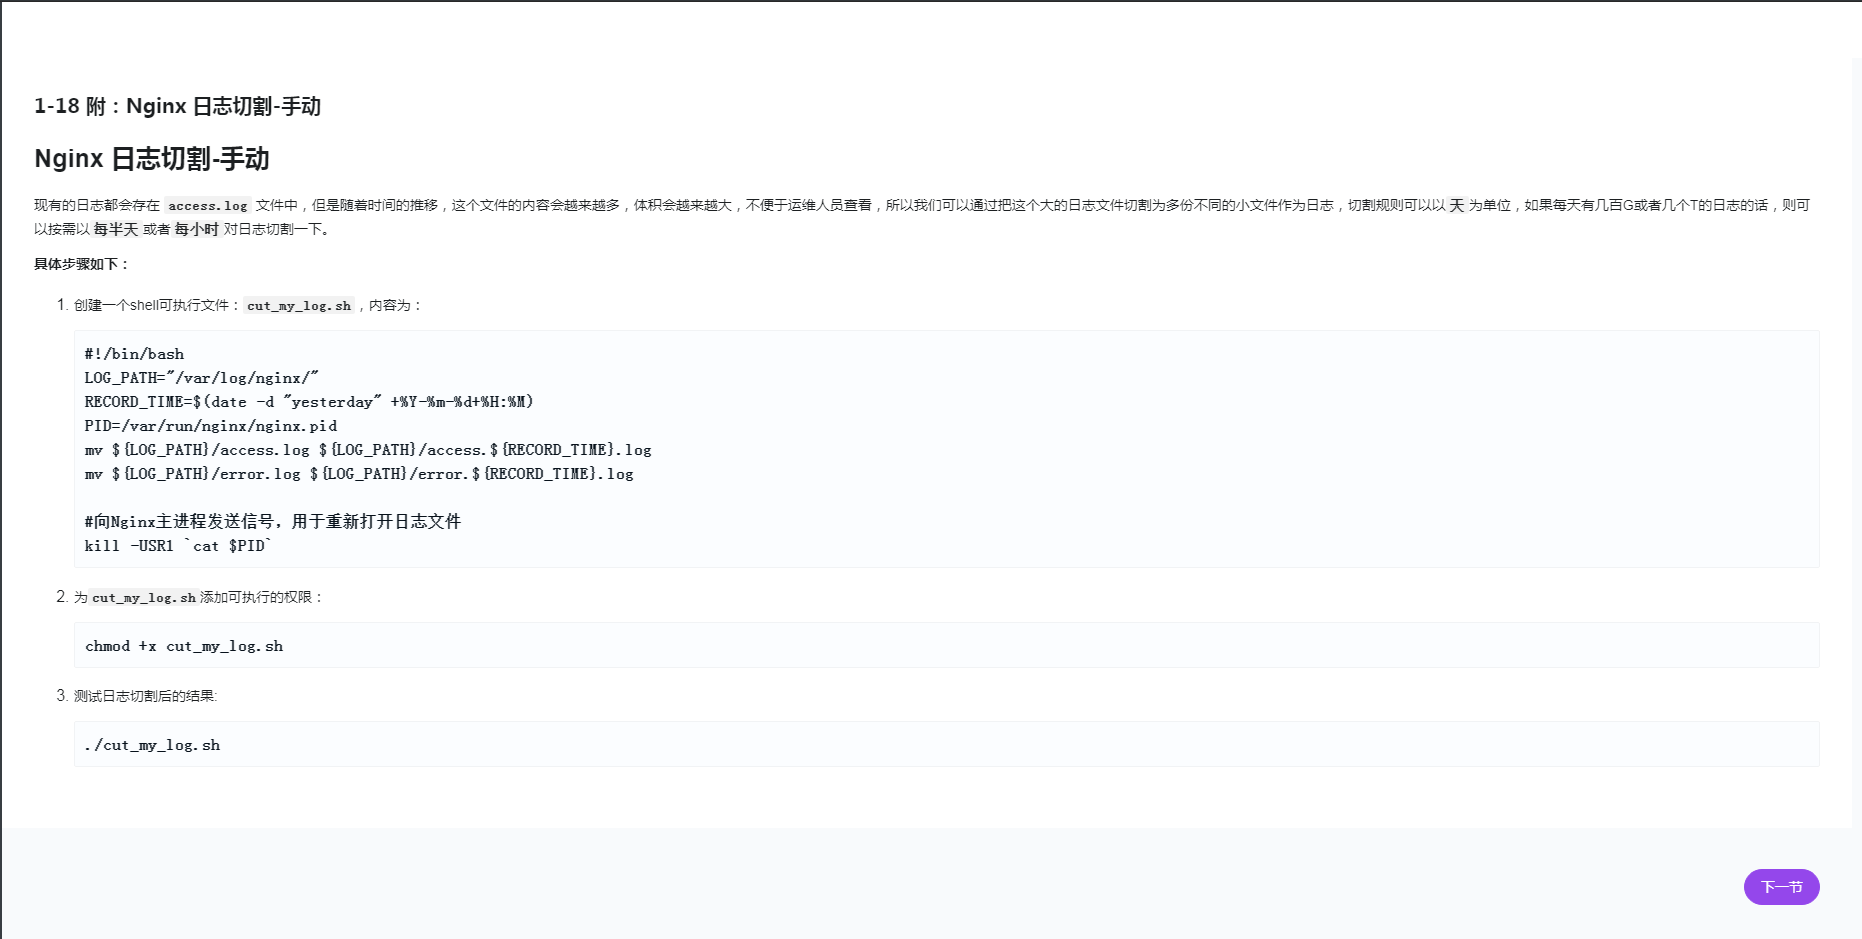 1-18 附：Nginx 日志切割-手动
Nginx 日志切割-手动
现有的日志都会存在 access.log 文件中，但是随着时间的推移，这个文件的内容会越来越多，体积会越来越大，不便于运维人员查看，所以我们可以通过把这个大的日志文件切割为多份不同的小文件作为日志，切割规则可以以 天 为单位，如果每天有几百G或者几个T的日志的话，则可
以按需以 每半天 或者 每小时 对日志切割一下。
具体步骤如下：
1. 创建一个shell可执行文件：cut_my_log.sh，内容为：
#!/bin/bash
LOG_PATH="/var/log/nginx/"
RECORD_TIME=$(date -d "yesterday" +%Y-%m-%d+%H:%M)
PID=/var/run/nginx/nginx.pid
mv ${LOG_PATH}/access.log ${LOG_PATH}/access.${RECORD_TIME}.log
mv ${LOG_PATH}/error.log ${LOG_PATH}/error.${RECORD_TIME}.log
#向Nginx主进程发送信号，用于重新打开日志文件
kill -USR1 `cat $PID`
2. 为 cut_my_log.sh 添加可执行的权限：
chmod +x cut_my_log.sh
3. 测试日志切割后的结果:
./cut_my_log.sh
下一节